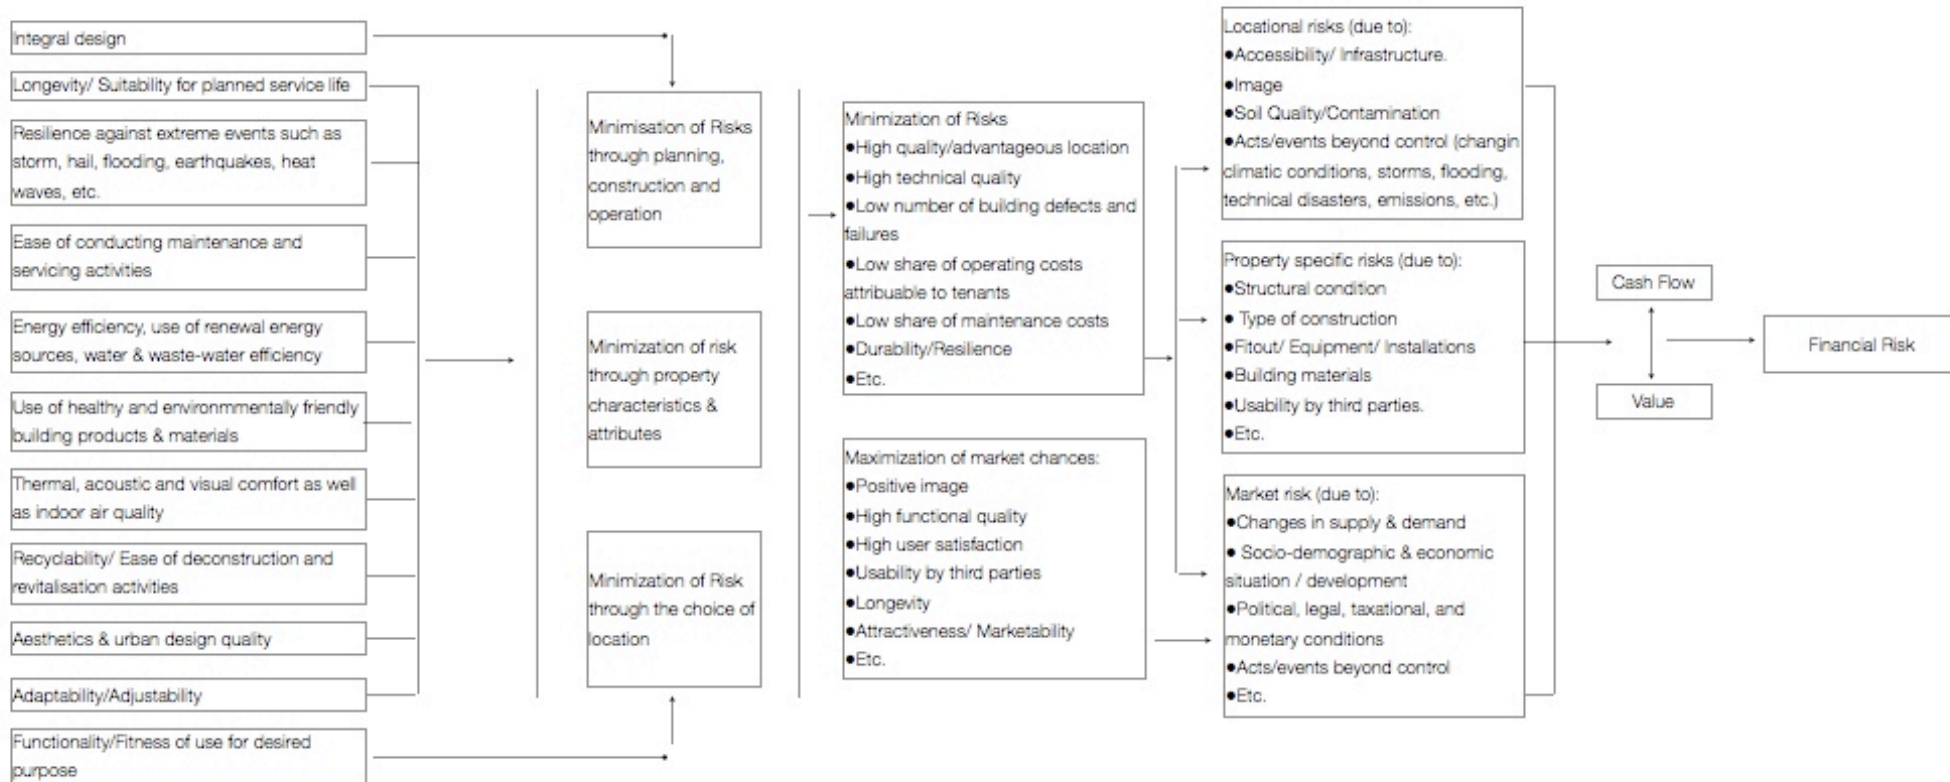 Integral design
Longevity/ Suitability for planned service life
Resilience against extreme events such as
storm, hail, flooding, earthquakes, heat
waves, etc.
Ease of conducting maintenance and
servicing activities
Energy efficiency, use of renewal energy
sources, water & waste-water efficiency
Use of healthy and environmmentally friendly
building products & materials
Thermal, acoustic and visual comfort as well
as indoor air quality
Recyclability/ Ease of deconstruction and
revitalisation activities
Aesthetics & urban design quality
Adaptability/Adjustability
Functionality/Fitness of use for desired
purpose
Minimisation of Risks
through planning,
construction and
operation
Minimization of risk
through property
characteristics &
attributes
Minimization of Risk
through the choice of
location
Minimization of Risks
●High quality/advantageous location
●High technical quality
●Low number of building defects and
failures
●Low share of operating costs
attribuable to tenants
●Low share of maintenance costs
●Durability/Resilience
●Etc.
Maximization of market chances:
●Positive image
●High functional quality
●High user satisfaction
●Usability by third parties
●Longevity
●Attractiveness/ Marketability
●Etc.
Locational risks (due to):
●Accessibility/ Infrastructure.
●Image
●Soil Quality/Contamination
●Acts/events beyond control (changin
climatic conditions, storms, flooding,
technical disasters, emissions, etc.)
Property specific risks (due to):
●Structural condition
● Type of construction
●Fitout/ Equipment/ Installations
●Building materials
●Usability by third parties.
●Etc.
Market risk (due to):
●Changes in supply & demand
● Socio-demographic & economic
situation / development
●Political, legal, taxational, and
monetary conditions
●Acts/events beyond control
●Etc.
Cash Flow
Value
Financial Risk